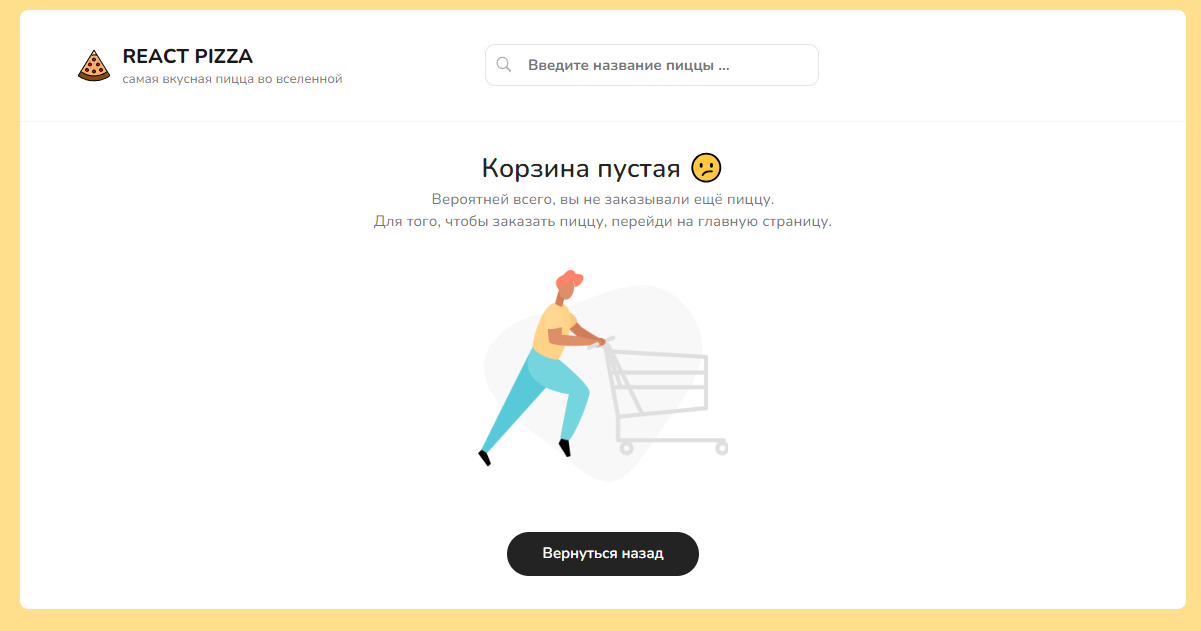 REACT PIZZA
самая вкусная пицца во вселенной
Введите название пиццы ...
Корзина пустая 😕
Вероятней всего, вы не заказывали ещё пиццу.
Для того, чтобы заказать пиццу, перейди на главную страницу.
Вернуться назад